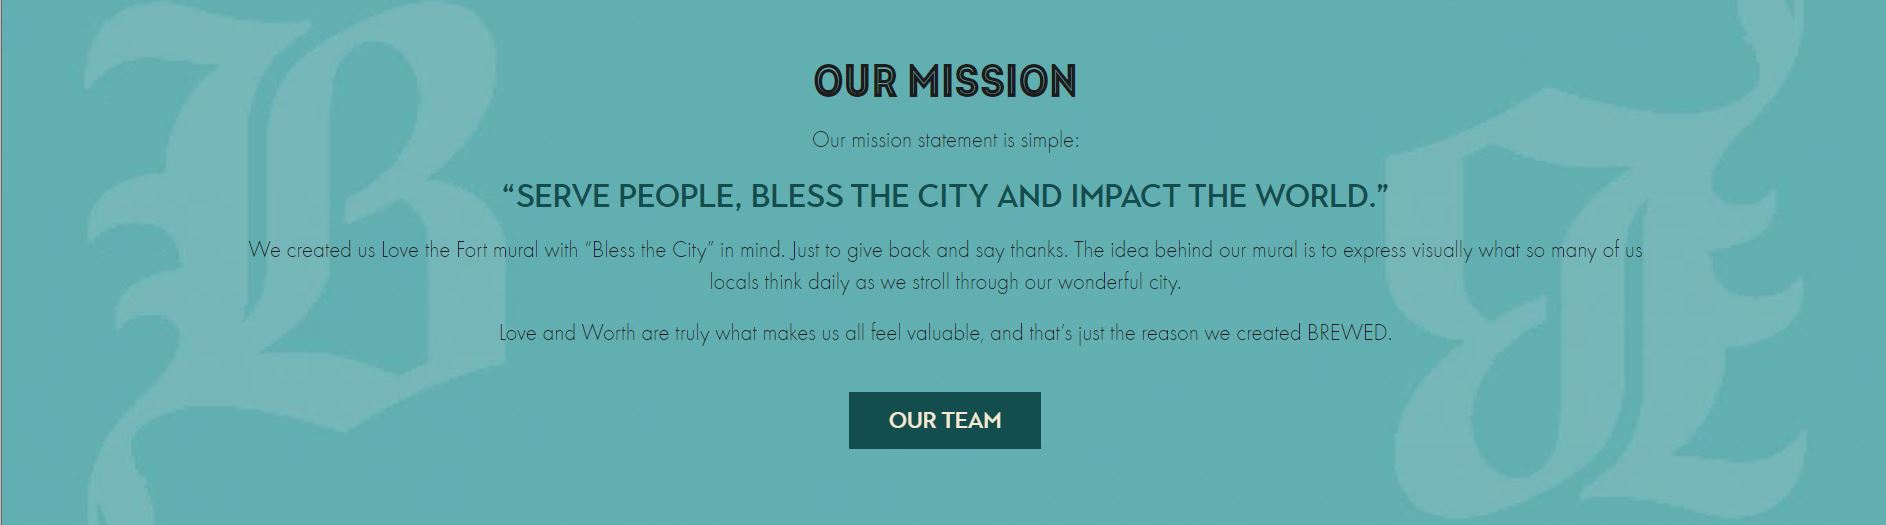 OUR MISSION
Our mission statement is simple:
“SERVE PEOPLE, BLESS THE CITY AND IMPACT THE WORLD.”
We created us Love the Fort mural with “Bless the City” in mind. Just to give back and say thanks. The idea behind our mural is to express visually what so many of us
locals think daily as we stroll through our wonderful city.
Love and Worth are truly what makes us all feel valuable, and that’s just the reason we created BREWED.
OUR TEAM